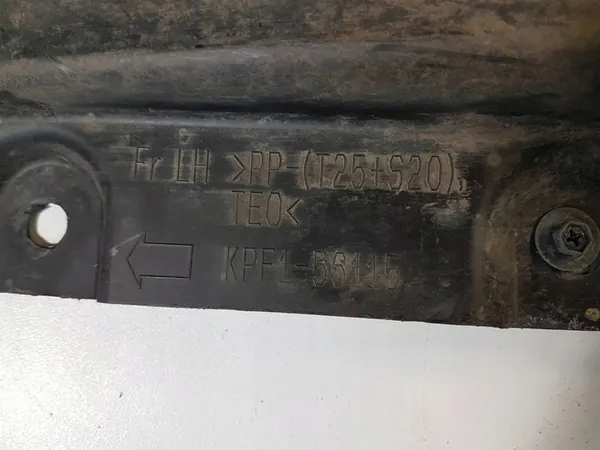 Fr LH >PP (T25+S20),
TEO<
KPF1-56115